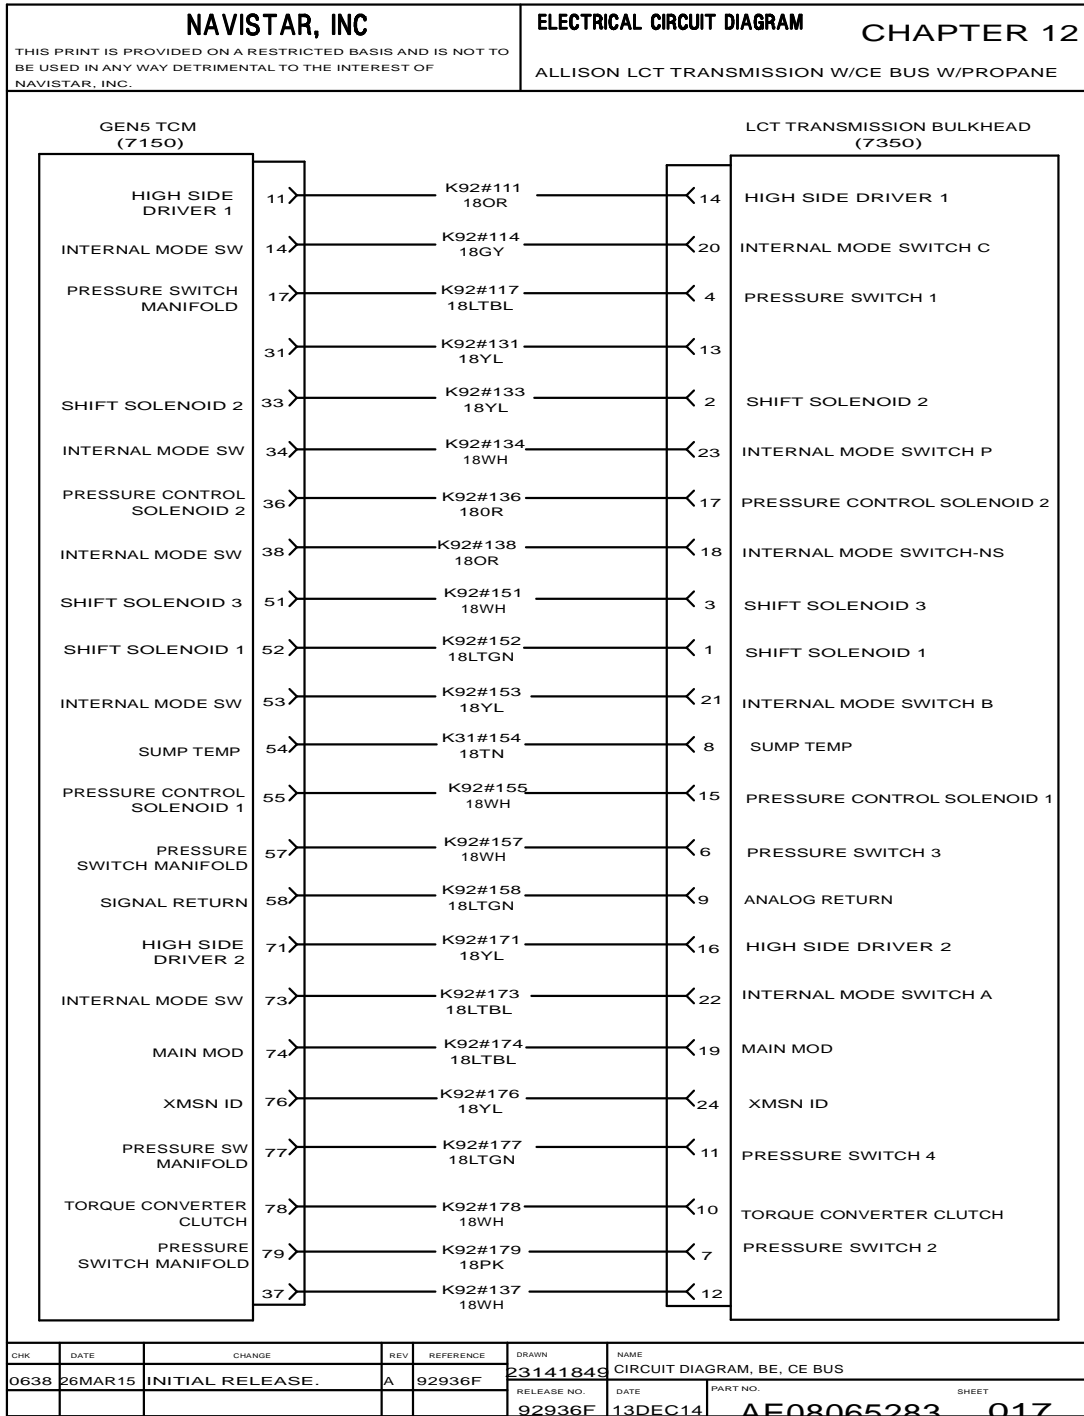 NAVISTAR, INC
THIS PRINT IS PROVIDED ON A RESTRICTED BASIS AND IS NOT TO
BE USED IN ANY WAY DETRIMENTAL TO THE INTEREST OF
NAVISTAR, INC.
ELECTRICAL CIRCUIT DIAGRAM
CHAPTER 12
ALLISON LCT TRANSMISSION W/CE BUS W/PROPANE
GEN5 TCM
(7150)
LCT TRANSMISSION BULKHEAD
(7350)
HIGH SIDE
DRIVER 1
11
K92#111
18OR
14
HIGH SIDE DRIVER 1
INTERNAL MODE SW
14
K92#114
18GY
20
INTERNAL MODE SWITCH C
PRESSURE SWITCH
MANIFOLD
17
K92#117
18LTBL
4
PRESSURE SWITCH 1
31
K92#131
18YL
13
SHIFT SOLENOID 2
33
K92#133
18YL
2
SHIFT SOLENOID 2
INTERNAL MODE SW
34
K92#134
18WH
23
INTERNAL MODE SWITCH P
PRESSURE CONTROL
SOLENOID 2
36
K92#136
180R
17
PRESSURE CONTROL SOLENOID 2
INTERNAL MODE SW
38
K92#138
18OR
18
INTERNAL MODE SWITCH-NS
SHIFT SOLENOID 3
51
K92#151
18WH
3
SHIFT SOLENOID 3
SHIFT SOLENOID 1
52
K92#152
18LTGN
1
SHIFT SOLENOID 1
INTERNAL MODE SW
53
K92#153
18YL
21
INTERNAL MODE SWITCH B
SUMP TEMP
54
K31#154
18TN
8
SUMP TEMP
PRESSURE CONTROL
SOLENOID 1
55
K92#155
18WH
15
PRESSURE CONTROL SOLENOID 1
PRESSURE
SWITCH MANIFOLD
57
K92#157
18WH
6
PRESSURE SWITCH 3
SIGNAL RETURN
58
K92#158
18LTGN
9
ANALOG RETURN
HIGH SIDE
DRIVER 2
71
K92#171
18YL
16
HIGH SIDE DRIVER 2
INTERNAL MODE SW
73
K92#173
18LTBL
22
INTERNAL MODE SWITCH A
MAIN MOD
74
K92#174
18LTBL
19
MAIN MOD
XMSN ID
76
K92#176
18YL
24
XMSN ID
PRESSURE SW
MANIFOLD
77
K92#177
18LTGN
11
PRESSURE SWITCH 4
TORQUE CONVERTER
CLUTCH
78
K92#178
18WH
10
TORQUE CONVERTER CLUTCH
PRESSURE
SWITCH MANIFOLD
79
K92#179
18PK
7
PRESSURE SWITCH 2
37
K92#137
18WH
12
CHK DATE CHANGE REV REFERENCE
0638 26MAR15 INITIAL RELEASE. A 92936F
DRAWN
23141849
NAME
CIRCUIT DIAGRAM, BE, CE BUS
RELEASE NO.
92936F
DATE
13DEC14
PART NO.
AE08065283
SHEET
017